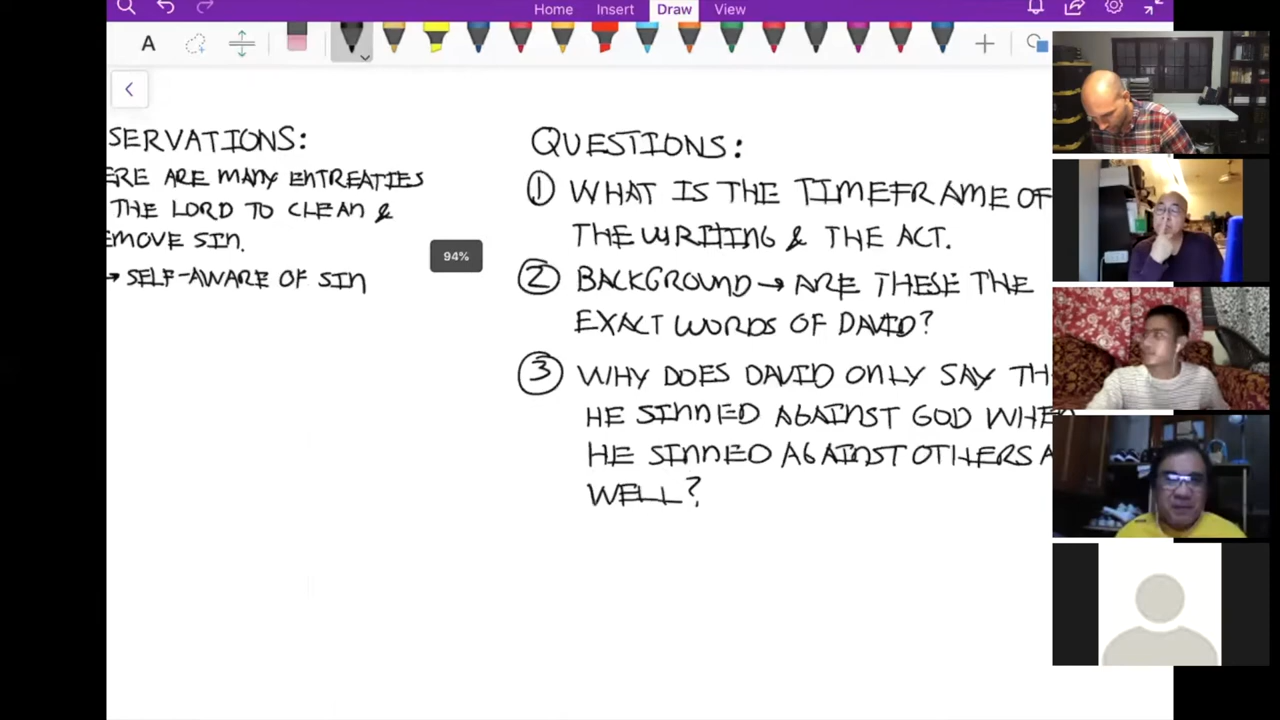 Home Insert Draw View
A
94%
SERVATIONS:
ERE ARE MANY ENTREATIES
THE LORD TO CLEAN &
EMOVE SIN.
→ SELF-AWARE OF SIN
QUESTIONS:
① WHAT IS THE TIMEFRAME OF
THE WRITING & THE ACT.
② BACKGROUND → ARE THESE THE
EXACT WORDS OF DAVID?
③ WHY DOES DAVID ONLY SAY TH
HE SINNED AGAINST GOD WHEN
HE SINNED AGAINST OTHERS A
WELL?